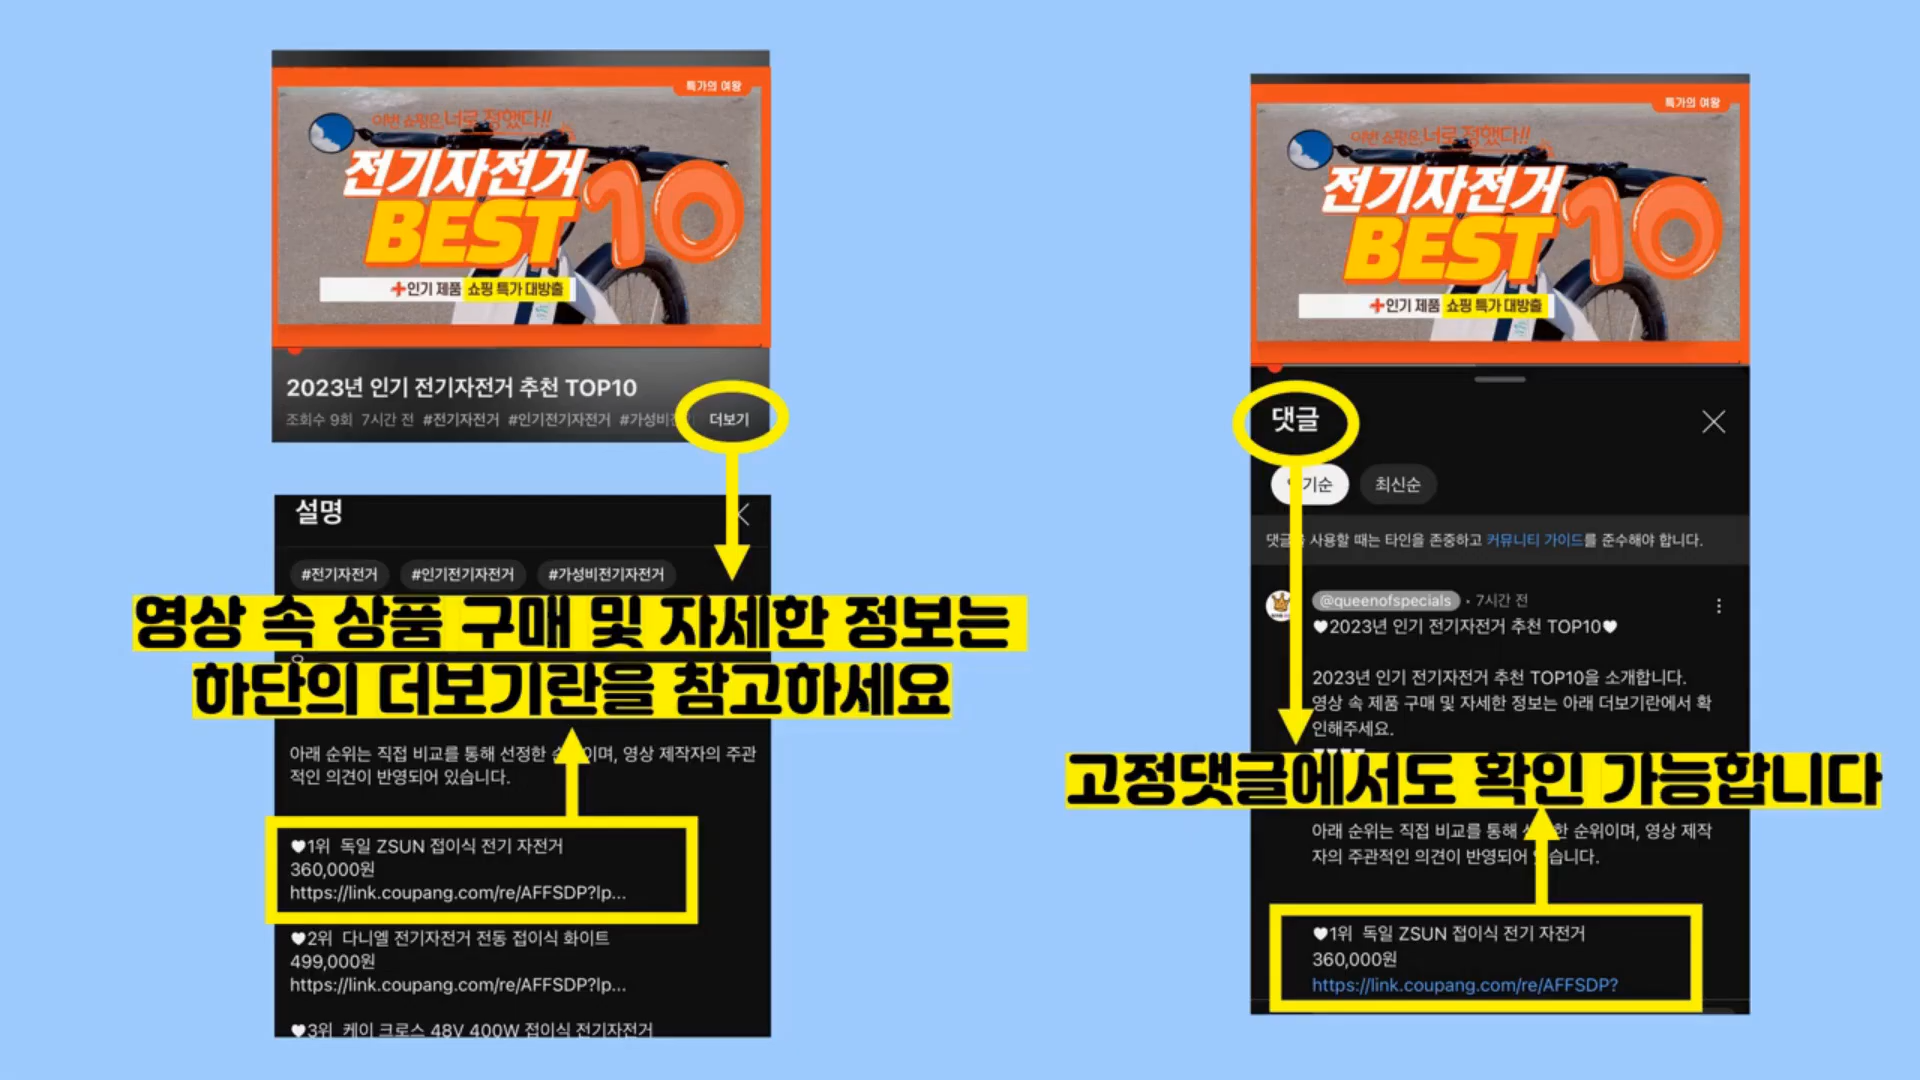 특가의 여왕
이번 쇼핑은 너로 정했다!!
전기자전거
BEST 10
+인기 제품 쇼핑 특가 대방출
2023년 인기 전기자전거 추천 TOP10
조회수 9회 7시간 전 #전기자전거 #인기전기자전거 #가성비전
더보기
설명
#전기자전거 #인기전기자전거 #가성비전기자전거
영상 속 상품 구매 및 자세한 정보는
하단의 더보기란을 참고하세요
아래 순위는 직접 비교를 통해 선정한 순위이며, 영상 제작자의 주관
적인 의견이 반영되어 있습니다.
♥1위 독일 ZSUN 접이식 전기 자전거
360,000원
https://link.coupang.com/re/AFFSDP?lp...
♥2위 다니엘 전기자전거 전동 접이식 화이트
499,000원
https://link.coupang.com/re/AFFSDP?lp...
♥3위 케이 크로스 48V 400W 접이식 전기자전거
특가의 여왕
이번 쇼핑은 너로 정했다!!
전기자전거
BEST 10
+인기 제품 쇼핑 특가 대방출
댓글
인기순 최신순
댓글을 사용할 때는 타인을 존중하고 커뮤니티 가이드를 준수해야 합니다.
@queenofspecials · 7시간 전
♥2023년 인기 전기자전거 추천 TOP10♥
2023년 인기 전기자전거 추천 TOP10을 소개합니다.
영상 속 제품 구매 및 자세한 정보는 아래 더보기란에서 확
인해주세요.
고정댓글에서도 확인 가능합니다
아래 순위는 직접 비교를 통해 선정한 순위이며, 영상 제작
자의 주관적인 의견이 반영되어 있습니다.
♥1위 독일 ZSUN 접이식 전기 자전거
360,000원
https://link.coupang.com/re/AFFSDP?